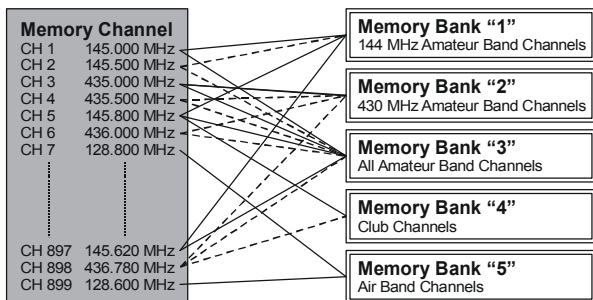 Memory Channel
CH 1 145.000 MHz
CH 2 145.500 MHz
CH 3 435.000 MHz
CH 4 435.500 MHz
CH 5 145.800 MHz
CH 6 436.000 MHz
CH 7 128.800 MHz
CH 897 145.620 MHz
CH 898 436.780 MHz
CH 899 128.600 MHz
Memory Bank “1”
144 MHz Amateur Band Channels
Memory Bank “2”
430 MHz Amateur Band Channels
Memory Bank “3”
All Amateur Band Channels
Memory Bank “4”
Club Channels
Memory Bank “5”
Air Band Channels